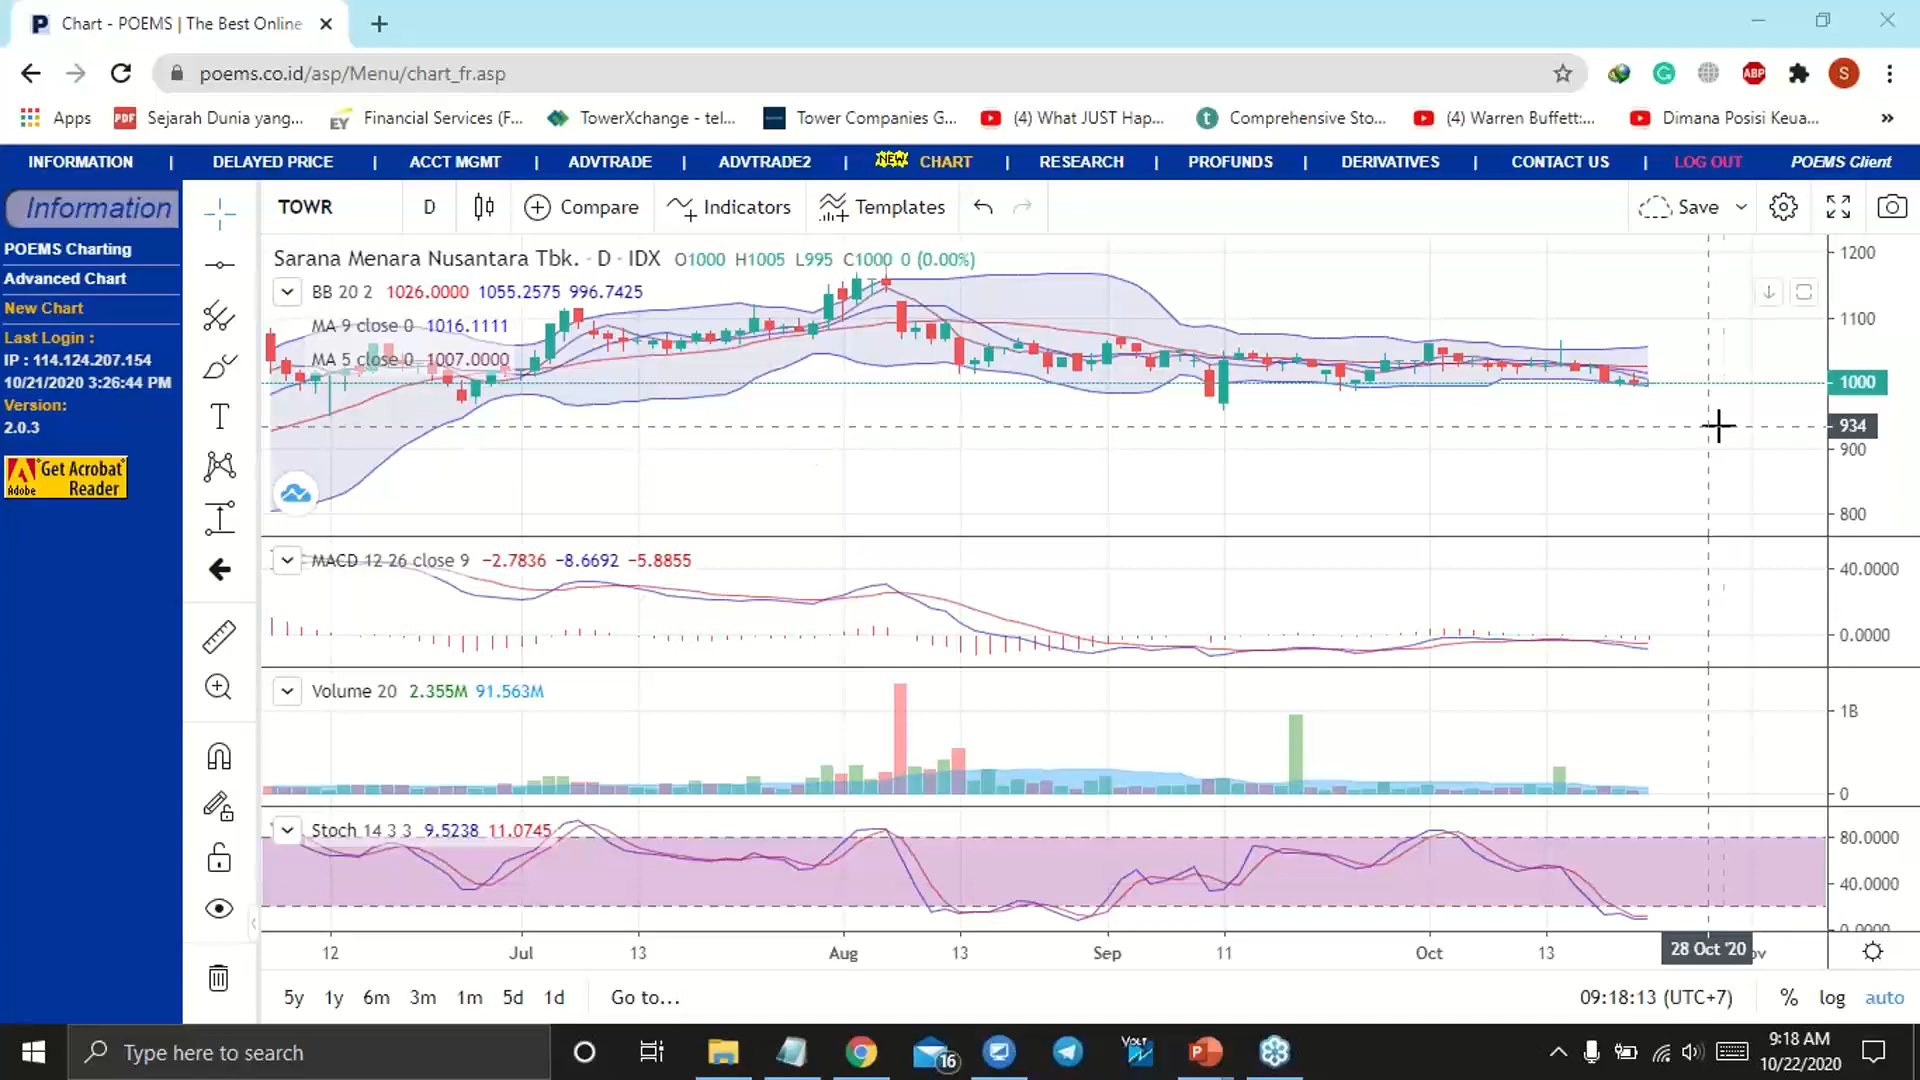 Chart - POEMS | The Best Online
poems.co.id/asp/Menu/chart_fr.asp
ABP
S
Apps
PDF Sejarah Dunia yang...
EY Financial Services (F...
TowerXchange - tel...
Tower Companies G...
(4) What JUST Hap...
Comprehensive Sto...
(4) Warren Buffett:...
Dimana Posisi Keua...
»
INFORMATION | DELAYED PRICE | ACCT MGMT | ADVTRADE | ADVTRADE2 | NEW CHART | RESEARCH | PROFUNDS | DERIVATIVES | CONTACT US | LOG OUT POEMS Client
Information
POEMS Charting
Advanced Chart
New Chart
Last Login :
IP : 114.124.207.154
10/21/2020 3:26:44 PM
Version:
2.0.3
Get Acrobat
Adobe Reader
TOWR D Compare Indicators Templates Save
Sarana Menara Nusantara Tbk. · D · IDX O1000 H1005 L995 C1000 0 (0.00%)
BB 20 2 1026.0000 1055.2575 996.7425
MA 9 close 0 1016.1111
MA 5 close 0 1007.0000
1200
1100
1000
934
900
800
MACD 12 26 close 9 −2.7836 −8.6692 −5.8855
40.0000
0.0000
Volume 20 2.355M 91.563M
1B
0
Stoch 14 3 3 9.5238 11.0745
80.0000
40.0000
0.0000
12 Jul 13 Aug 13 Sep 11 Oct 13 28 Oct '20
5y 1y 6m 3m 1m 5d 1d Go to... 09:18:13 (UTC+7) % log auto
Type here to search
16
VOLT
9:18 AM
10/22/2020